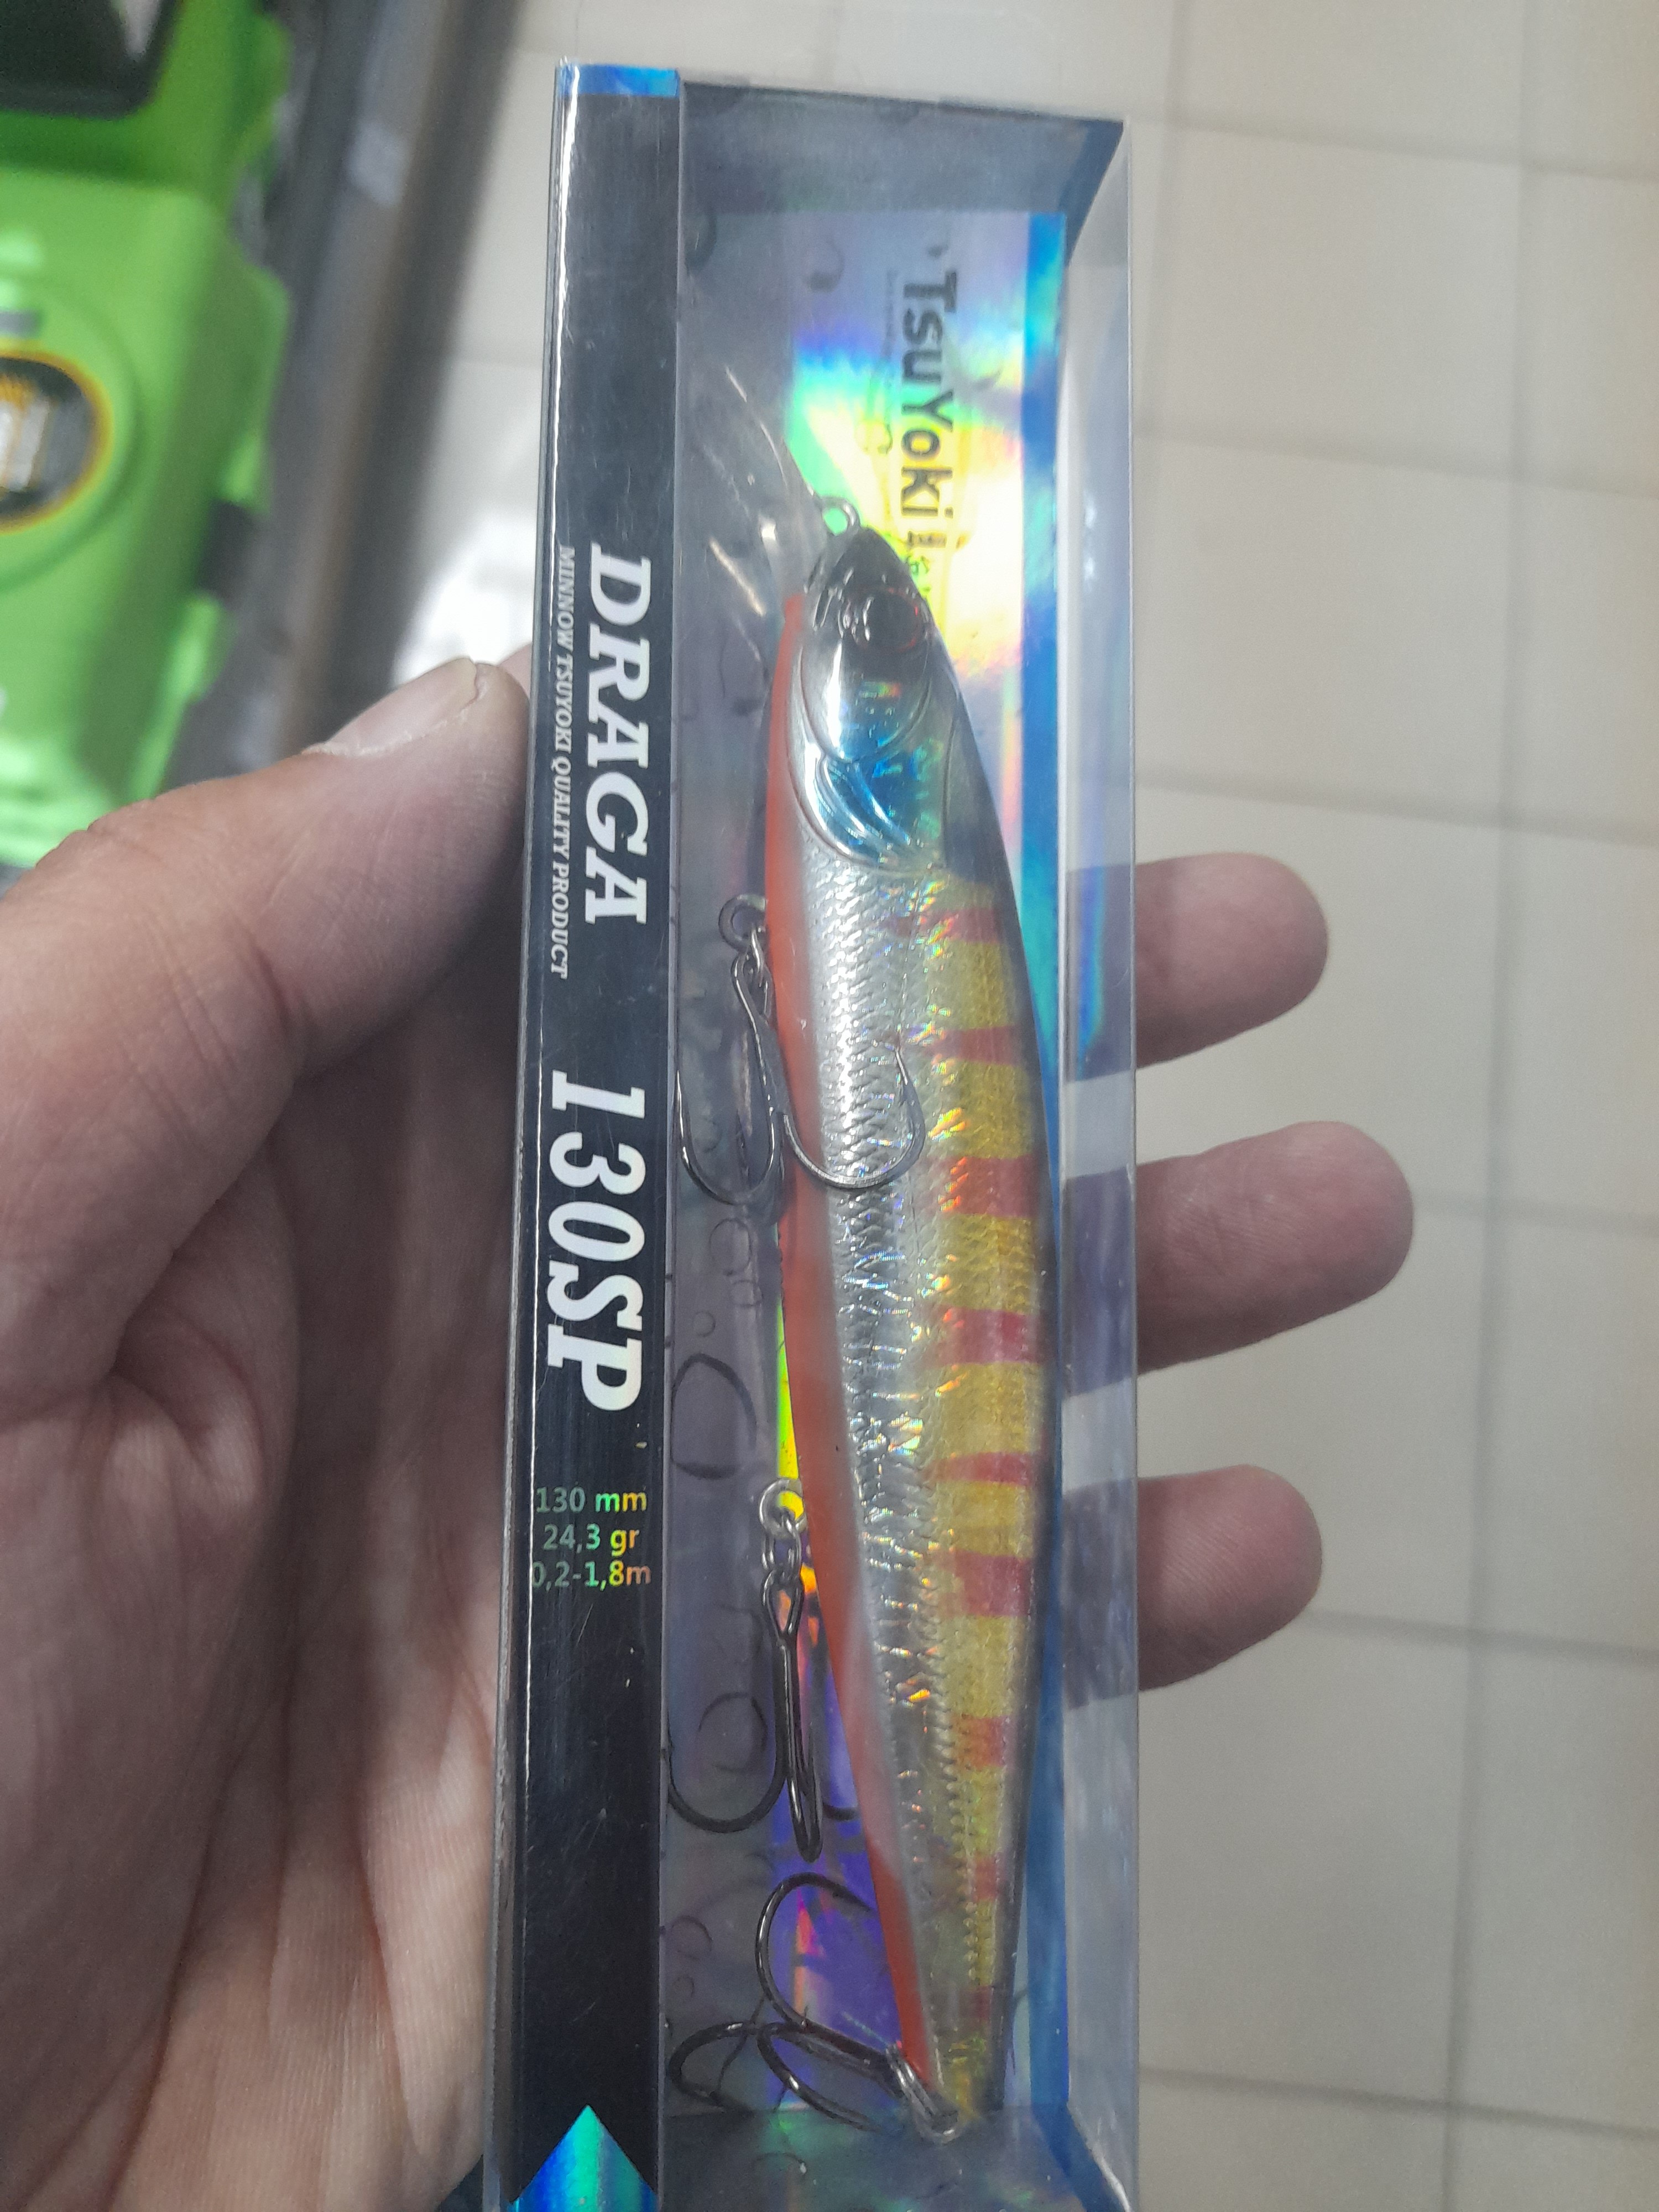 TsuYoki
DRAGA 130SP
MINNOW TSUYOKI QUALITY PRODUCT
130 mm
24,3 gr
0,2-1,8m